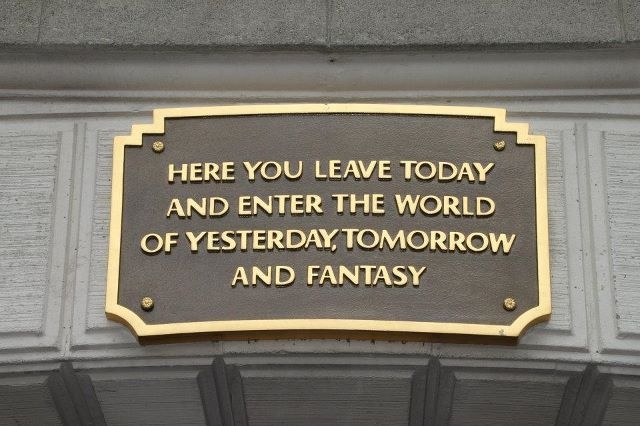 HERE YOU LEAVE TODAY
AND ENTER THE WORLD
OF YESTERDAY, TOMORROW
AND FANTASY